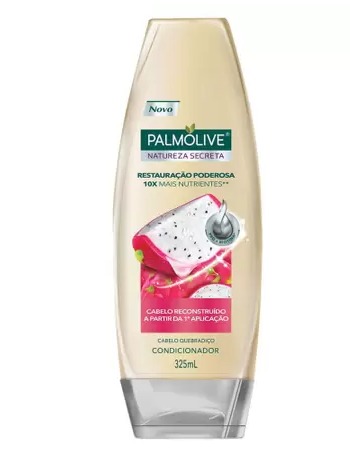 Novo
PALMOLIVE
NATUREZA SECRETA
RESTAURAÇÃO PODEROSA
10X MAIS NUTRIENTES**
CABELO RECONSTRUÍDO
A PARTIR DA 1ª APLICAÇÃO
CABELO QUEBRADIÇO
CONDICIONADOR
325mL